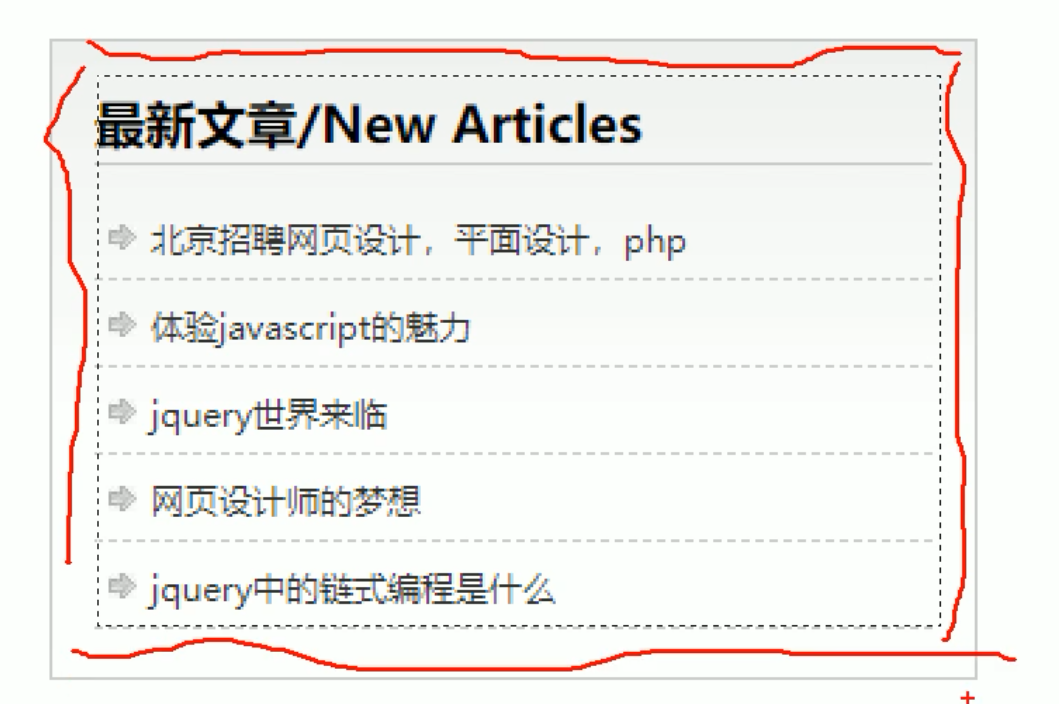 最新文章/New Articles
北京招聘网页设计，平面设计，php
体验javascript的魅力
jquery世界来临
网页设计师的梦想
jquery中的链式编程是什么